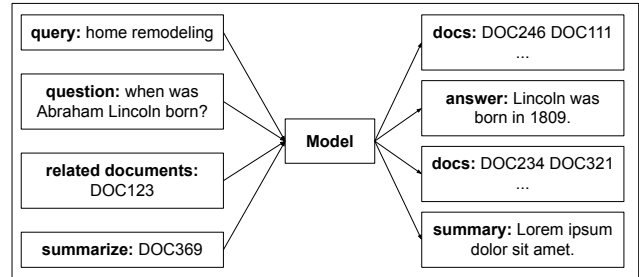 query: home remodeling
question: when was
Abraham Lincoln born?
related documents:
DOC123
summarize: DOC369
Model
docs: DOC246 DOC111
...
answer: Lincoln was
born in 1809.
docs: DOC234 DOC321
...
summary: Lorem ipsum
dolor sit amet.